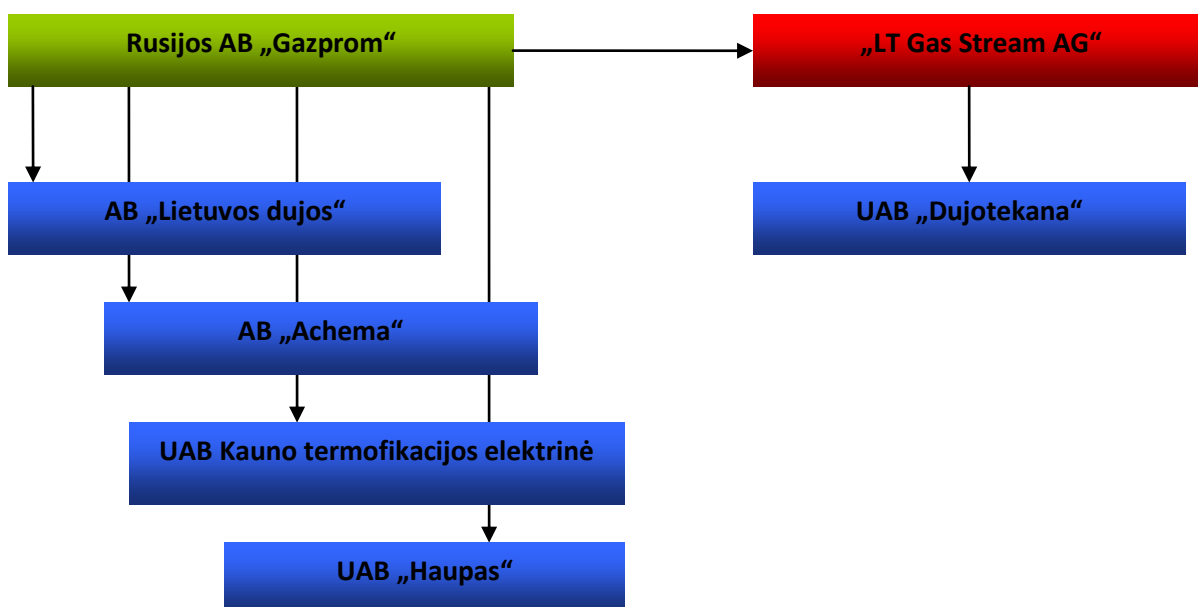 Rusijos AB „Gazprom“
„LT Gas Stream AG“
AB „Lietuvos dujos“
UAB „Dujotekana“
AB „Achema“
UAB Kauno termofikacijos elektrinė
UAB „Haupas“